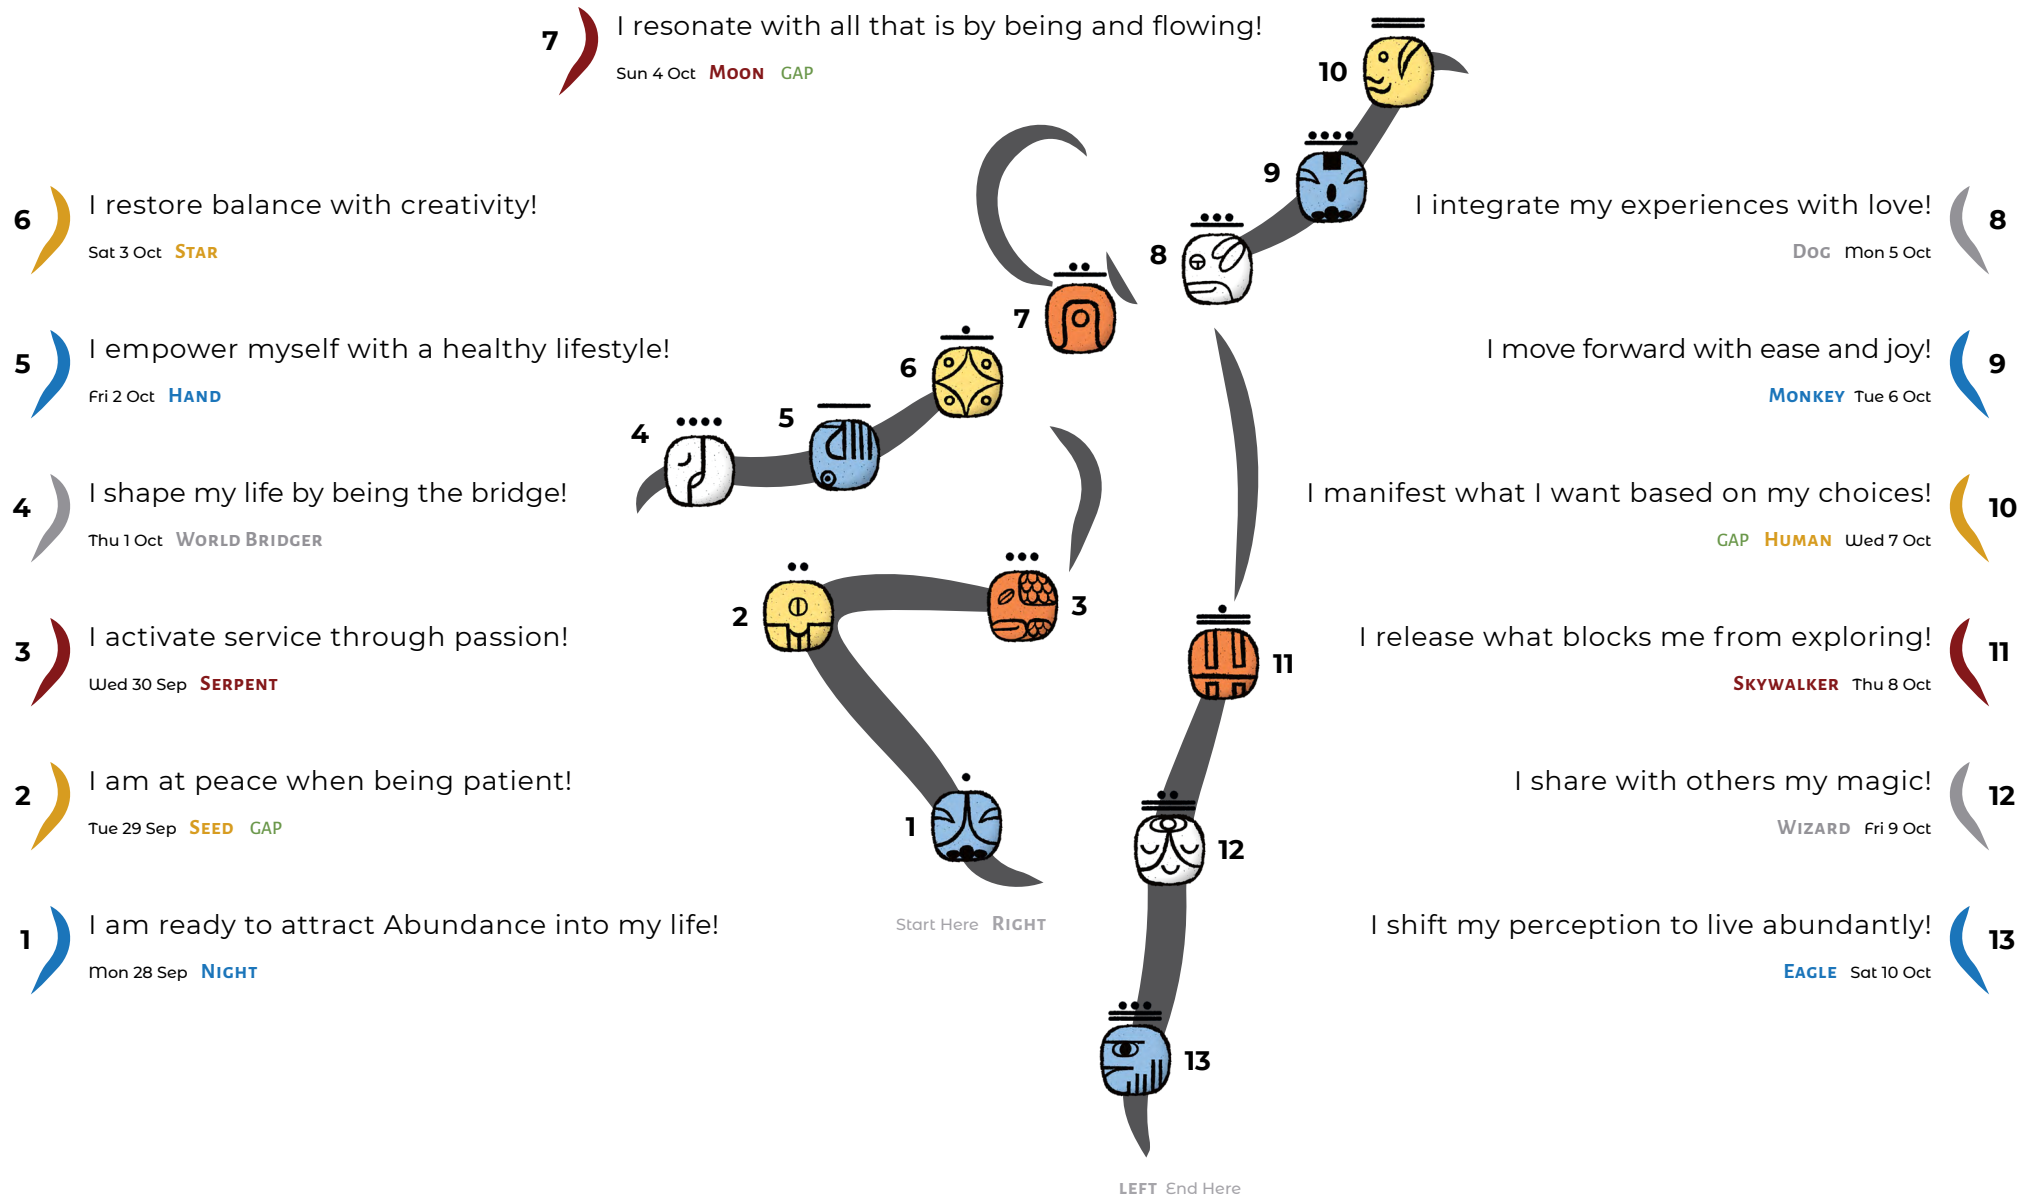 7 I resonate with all that is by being and flowing!
Sun 4 Oct Moon GAP
6 I restore balance with creativity!
Sat 3 Oct Star
5 I empower myself with a healthy lifestyle!
Fri 2 Oct Hand
4 I shape my life by being the bridge!
Thu 1 Oct World Bridger
3 I activate service through passion!
Wed 30 Sep Serpent
2 I am at peace when being patient!
Tue 29 Sep Seed GAP
1 I am ready to attract Abundance into my life!
Mon 28 Sep Night
10
9
8
7
6
5
4
2
3
1
11
12
13
Start Here Right
LEFT End Here
I integrate my experiences with love! 8
Dog Mon 5 Oct
I move forward with ease and joy! 9
Monkey Tue 6 Oct
I manifest what I want based on my choices! 10
GAP Human Wed 7 Oct
I release what blocks me from exploring! 11
Skywalker Thu 8 Oct
I share with others my magic! 12
Wizard Fri 9 Oct
I shift my perception to live abundantly! 13
Eagle Sat 10 Oct